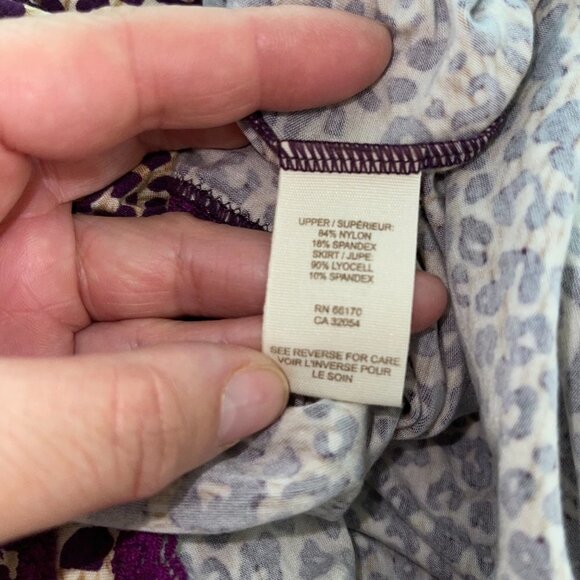 UPPER / SUPÉRIEUR:
84% NYLON
16% SPANDEX
SKIRT / JUPE:
90% LYOCELL
10% SPANDEX
RN 66170
CA 32054
SEE REVERSE FOR CARE
VOIR L'INVERSE POUR
LE SOIN